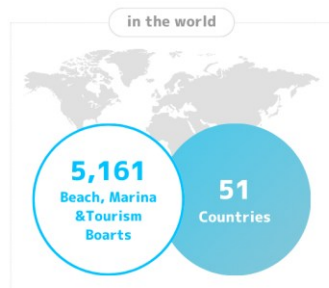 in the world
5,161
Beach, Marina
&Tourism
Boarts
51
Countries